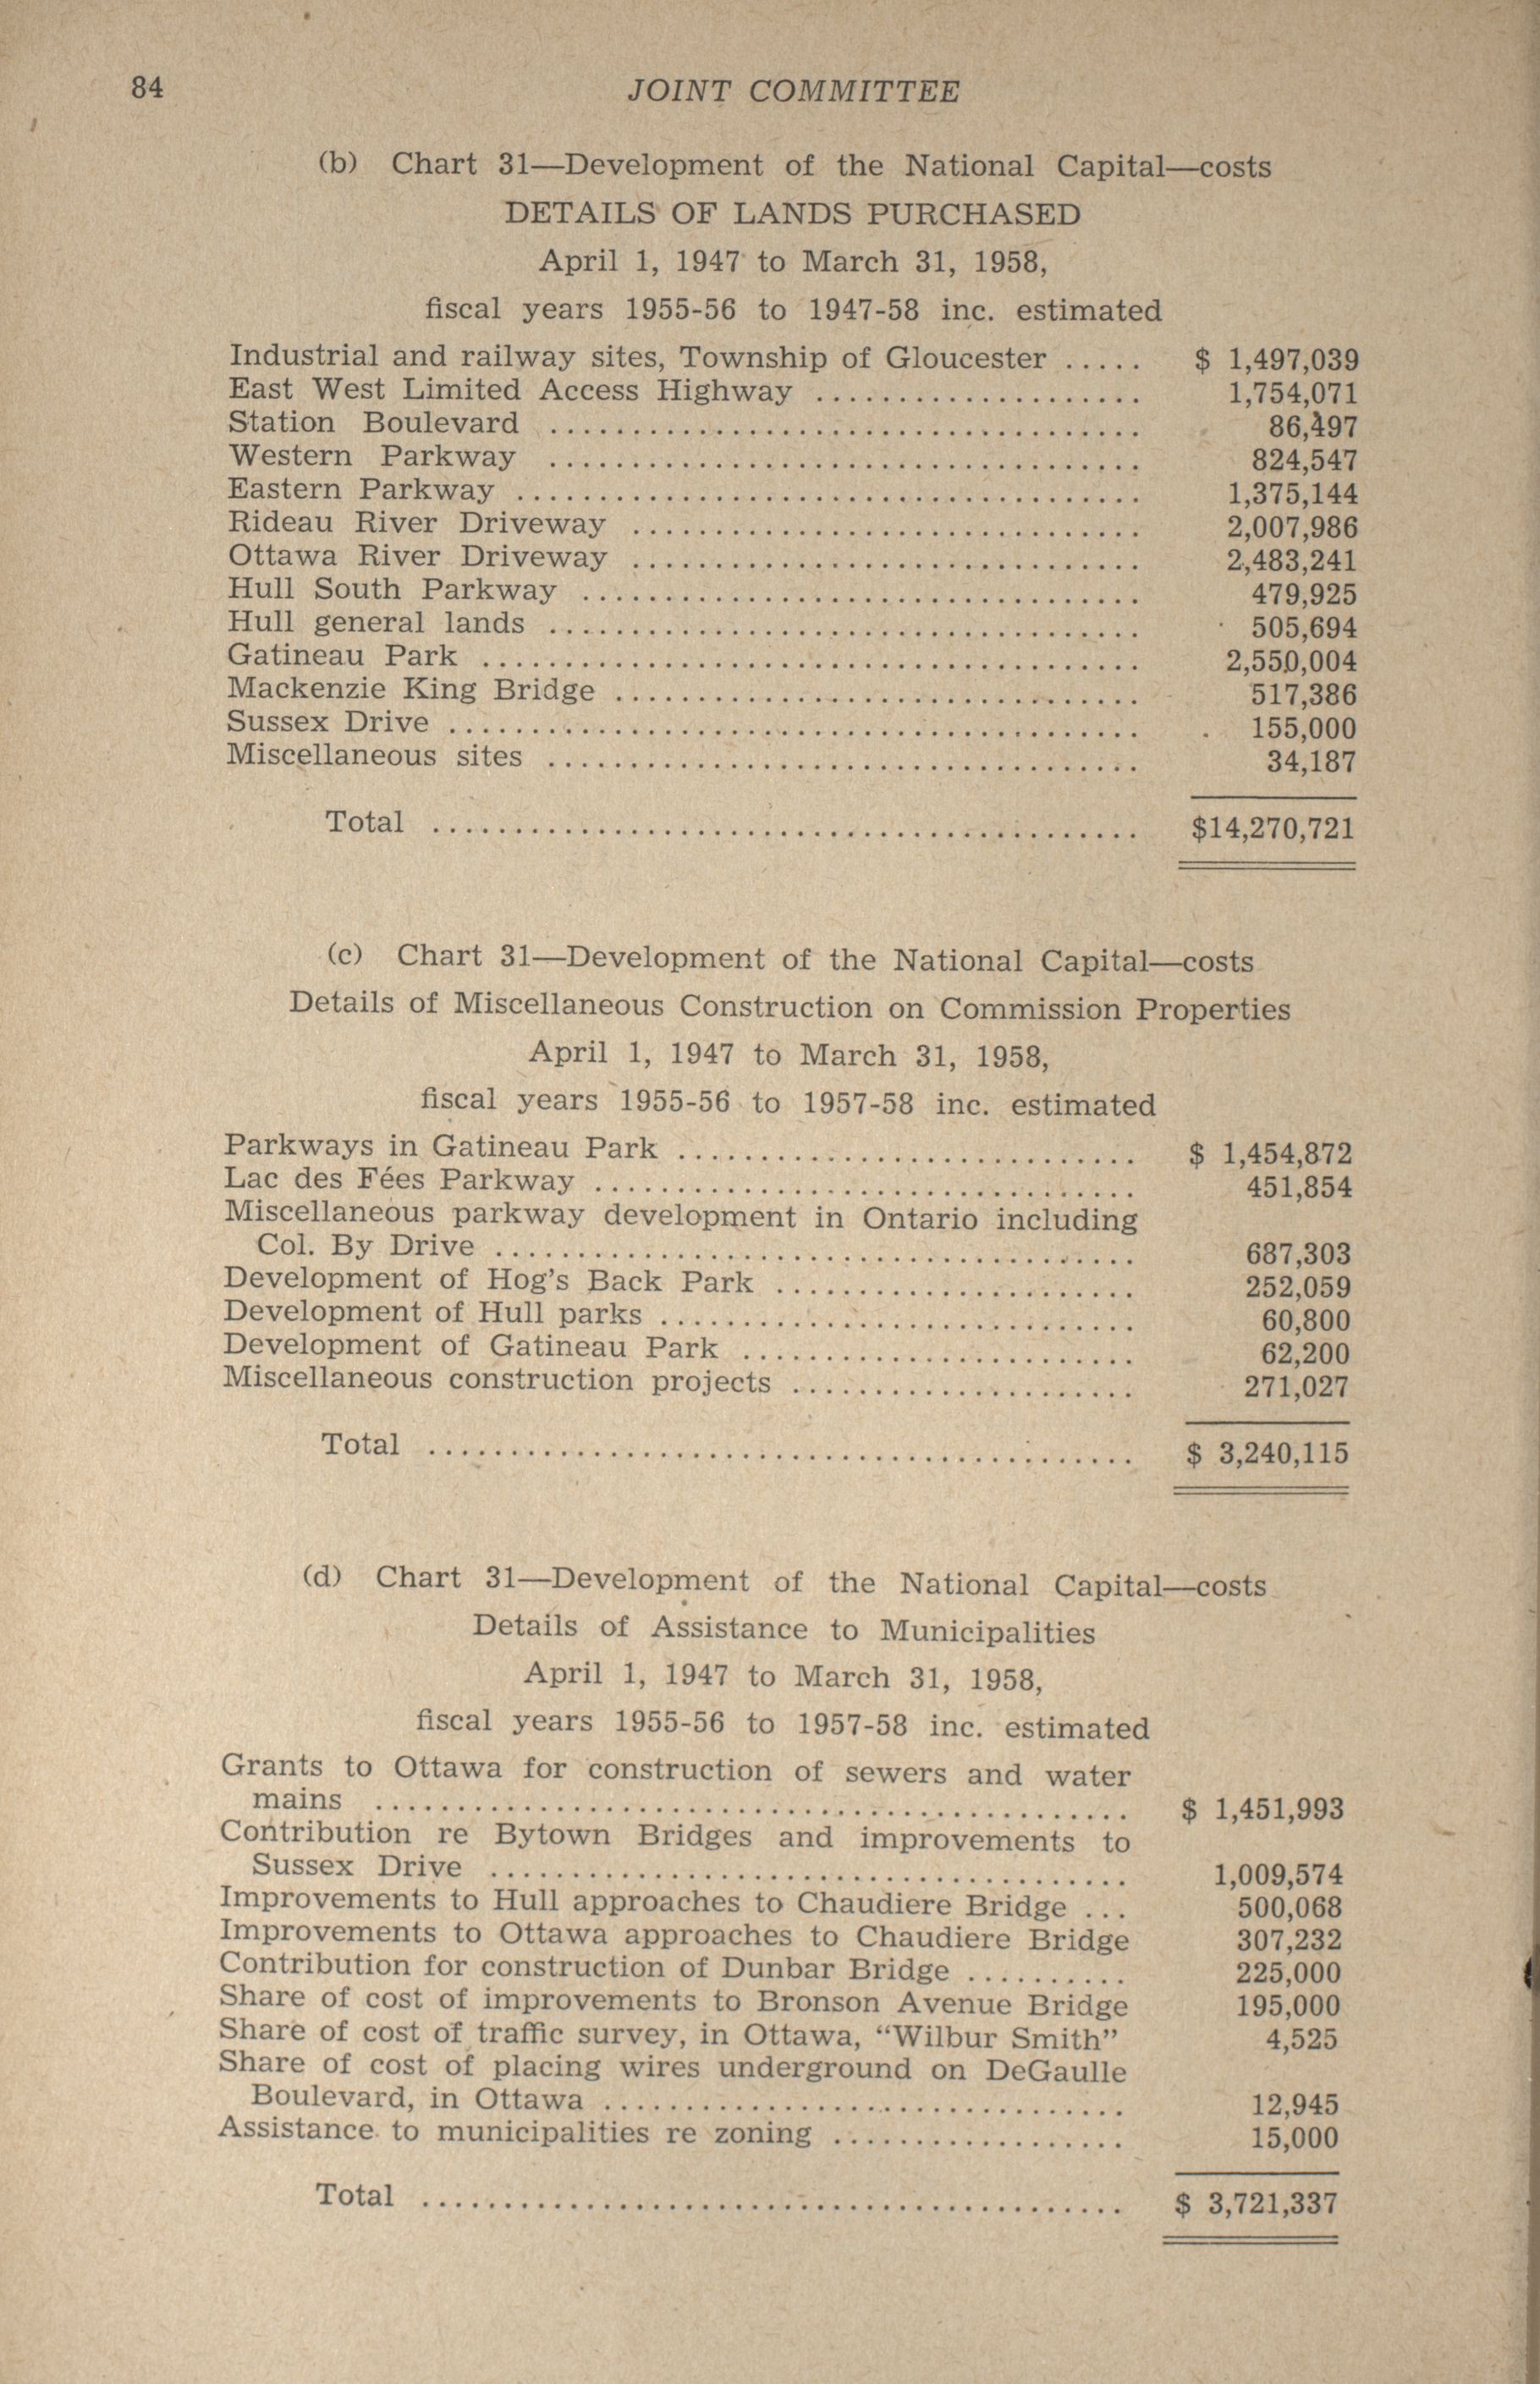 84 JOINT COMMITTEE
(b) Chart 31—Development of the National Capital—costs
DETAILS OF LANDS PURCHASED
April 1, 1947 to March 31, 1958,
fiscal years 1955-56 to 1947-58 inc. estimated
Industrial and railway sites, Township of Gloucester ..... $ 1,497,039
East West Limited Access Highway .................... 1,754,071
Station Boulevard .................................... 86,497
Western Parkway .................................... 824,547
Eastern Parkway ...................................... 1,375,144
Rideau River Driveway ............................... 2,007,986
Ottawa River Driveway ............................... 2,483,241
Hull South Parkway .................................. 479,925
Hull general lands .................................... 505,694
Gatineau Park ........................................ 2,550,004
Mackenzie King Bridge ................................ 517,386
Sussex Drive .......................................... 155,000
Miscellaneous sites .................................... 34,187
Total ........................................... $14,270,721
(c) Chart 31—Development of the National Capital—costs
Details of Miscellaneous Construction on Commission Properties
April 1, 1947 to March 31, 1958,
fiscal years 1955-56 to 1957-58 inc. estimated
Parkways in Gatineau Park ............................ $ 1,454,872
Lac des Fées Parkway ................................. 451,854
Miscellaneous parkway development in Ontario including
Col. By Drive ....................................... 687,303
Development of Hog's Back Park ...................... 252,059
Development of Hull parks ............................. 60,800
Development of Gatineau Park ........................ 62,200
Miscellaneous construction projects ..................... 271,027
Total ........................................... $ 3,240,115
(d) Chart 31—Development of the National Capital—costs
Details of Assistance to Municipalities
April 1, 1947 to March 31, 1958,
fiscal years 1955-56 to 1957-58 inc. estimated
Grants to Ottawa for construction of sewers and water
mains .............................................. $ 1,451,993
Contribution re Bytown Bridges and improvements to
Sussex Drive ....................................... 1,009,574
Improvements to Hull approaches to Chaudiere Bridge ... 500,068
Improvements to Ottawa approaches to Chaudiere Bridge 307,232
Contribution for construction of Dunbar Bridge .......... 225,000
Share of cost of improvements to Bronson Avenue Bridge 195,000
Share of cost of traffic survey, in Ottawa, “Wilbur Smith” 4,525
Share of cost of placing wires underground on DeGaulle
Boulevard, in Ottawa ................................ 12,945
Assistance to municipalities re zoning .................. 15,000
Total ........................................... $ 3,721,337